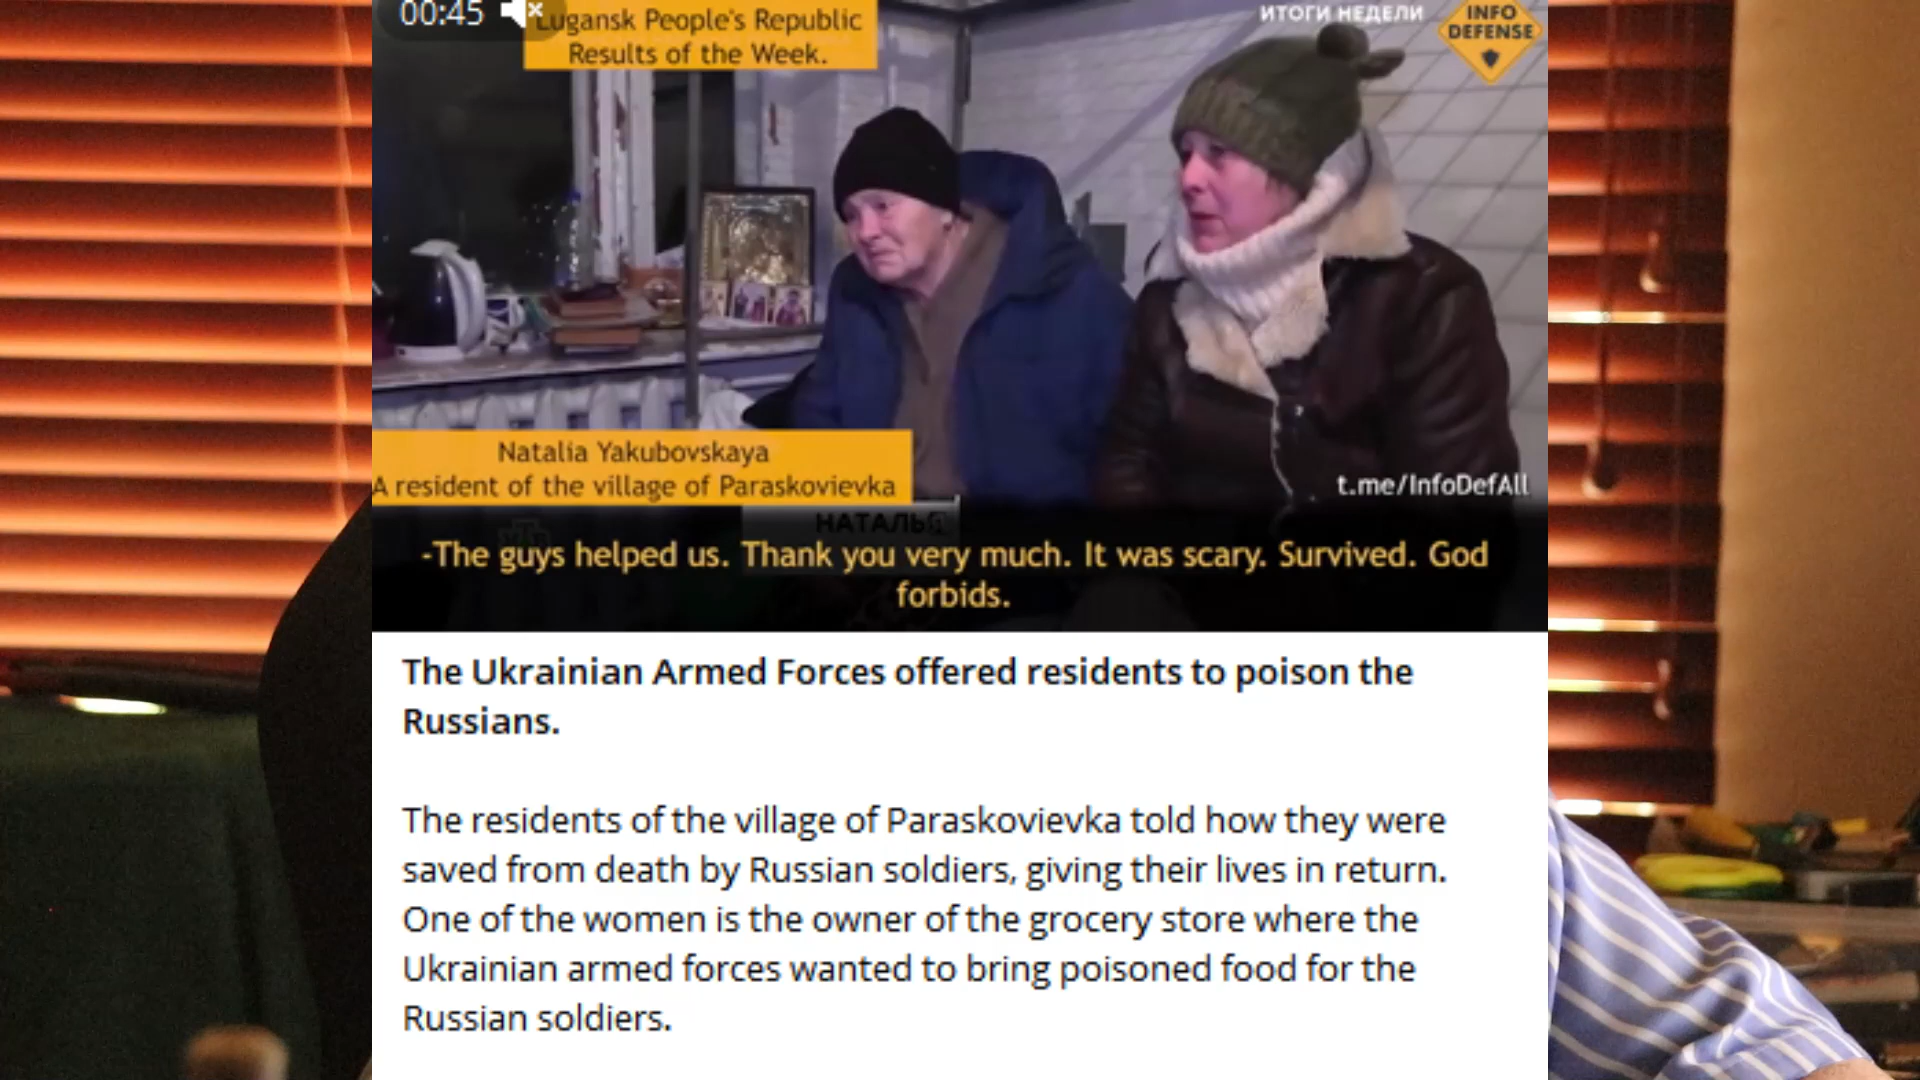 00:45
Lugansk People's Republic
Results of the Week.
ИТОГИ НЕДЕЛИ
INFO
DEFENSE
Natalia Yakubovskaya
A resident of the village of Paraskovievka
t.me/InfoDefAll
-The guys helped us. Thank you very much. It was scary. Survived. God
forbids.
The Ukrainian Armed Forces offered residents to poison the
Russians.
The residents of the village of Paraskovievka told how they were
saved from death by Russian soldiers, giving their lives in return.
One of the women is the owner of the grocery store where the
Ukrainian armed forces wanted to bring poisoned food for the
Russian soldiers.